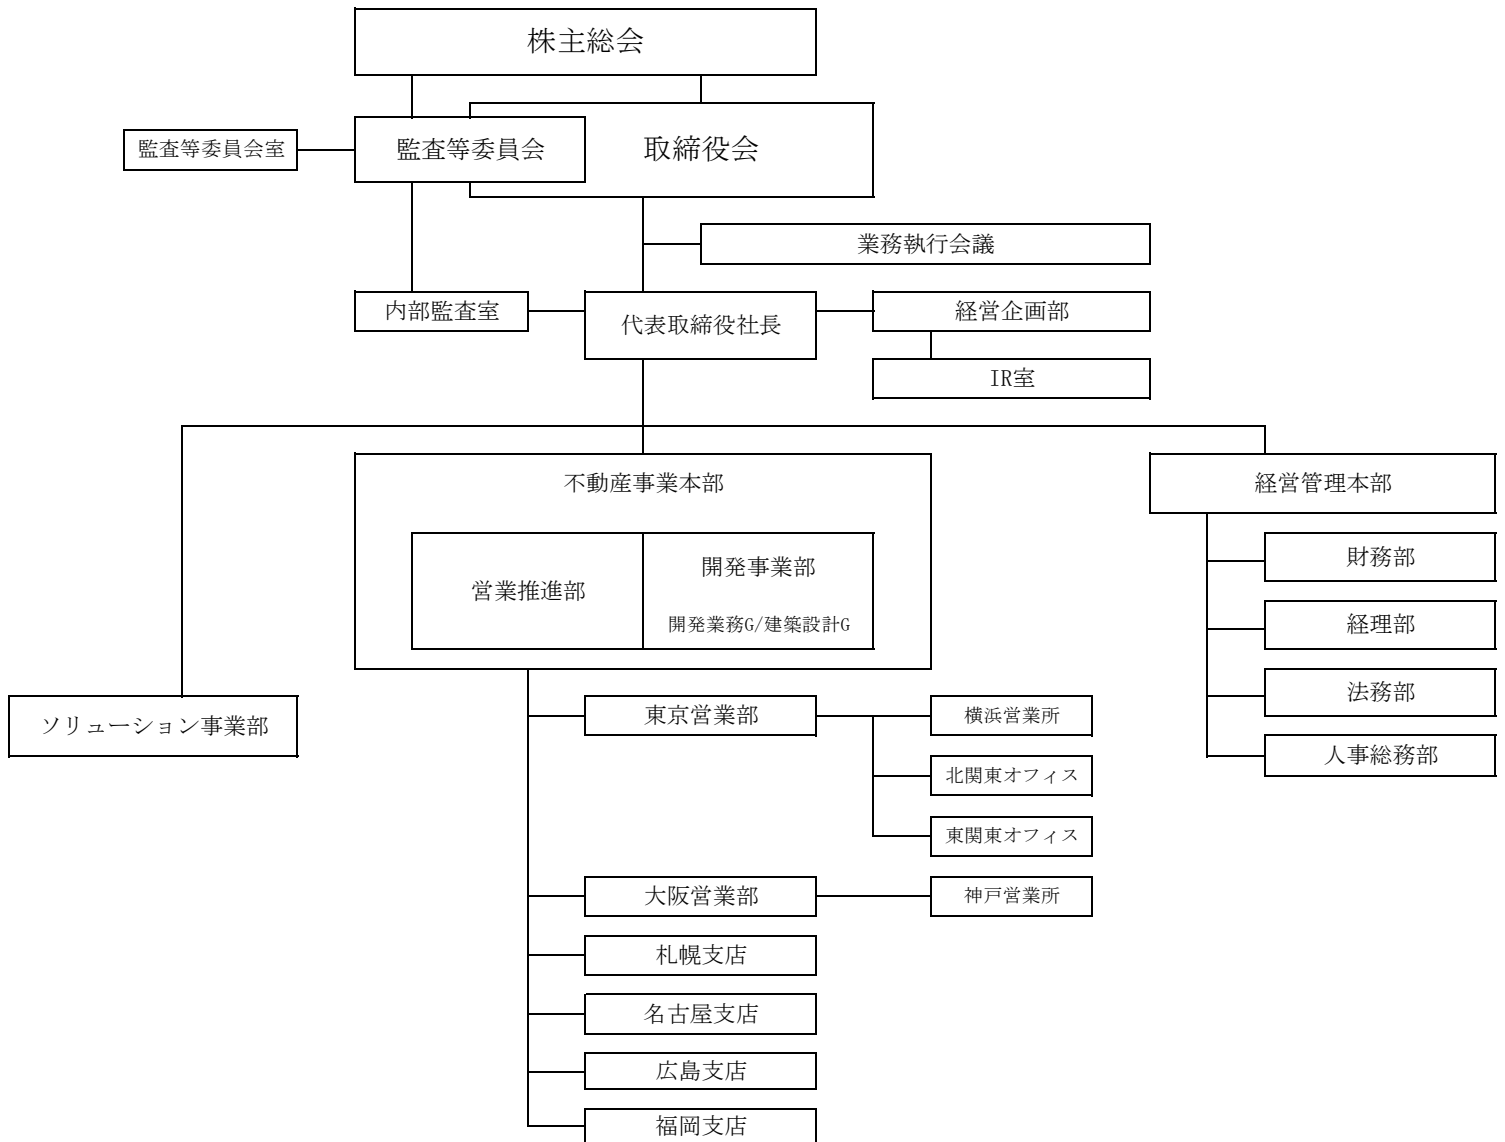 株主総会
監査等委員会室
監査等委員会
取締役会
業務執行会議
内部監査室
代表取締役社長
経営企画部
IR室
不動産事業本部
営業推進部
開発事業部
開発業務G/建築設計G
経営管理本部
財務部
経理部
法務部
人事総務部
ソリューション事業部
東京営業部
横浜営業所
北関東オフィス
東関東オフィス
大阪営業部
神戸営業所
札幌支店
名古屋支店
広島支店
福岡支店